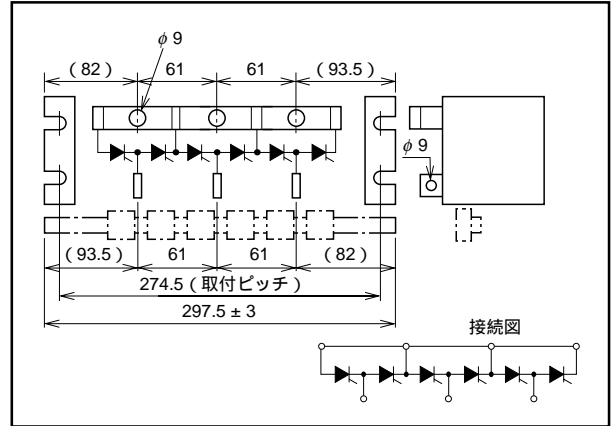 φ9
(82) 61 61 (93.5)
φ9
(93.5) 61 61 (82)
274.5(取付ピッチ)
297.5±3
接続図